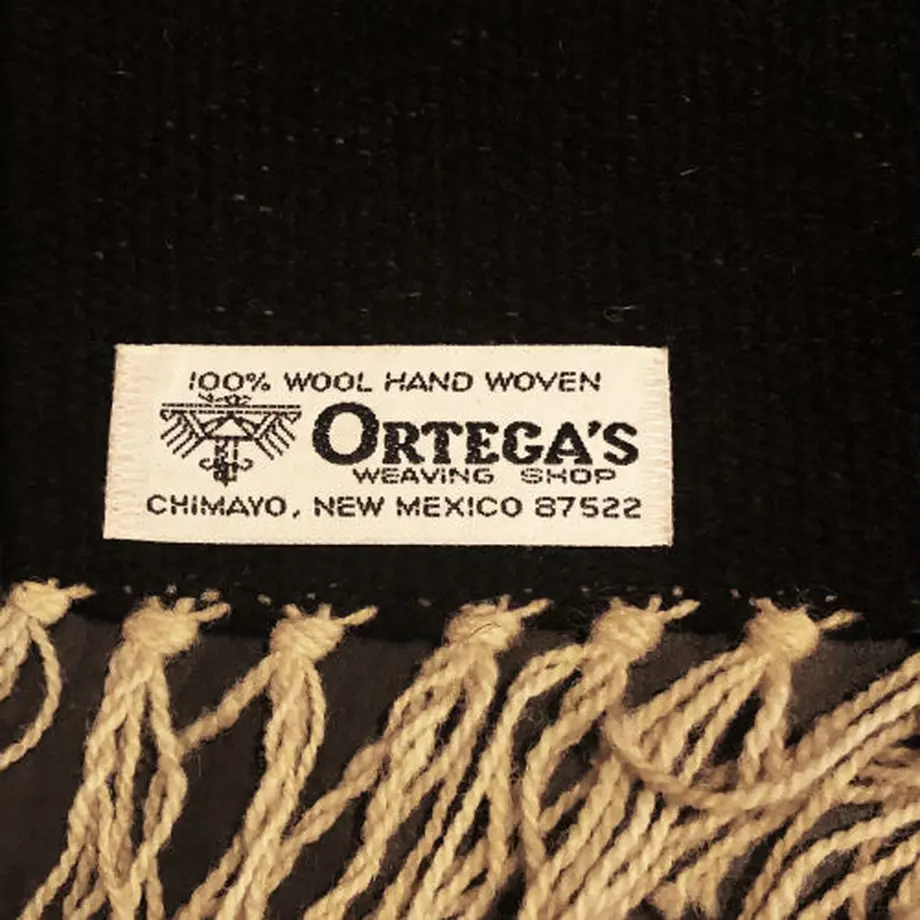 100% WOOL HAND WOVEN
ORTEGA'S
WEAVING SHOP
CHIMAYO, NEW MEXICO 87522